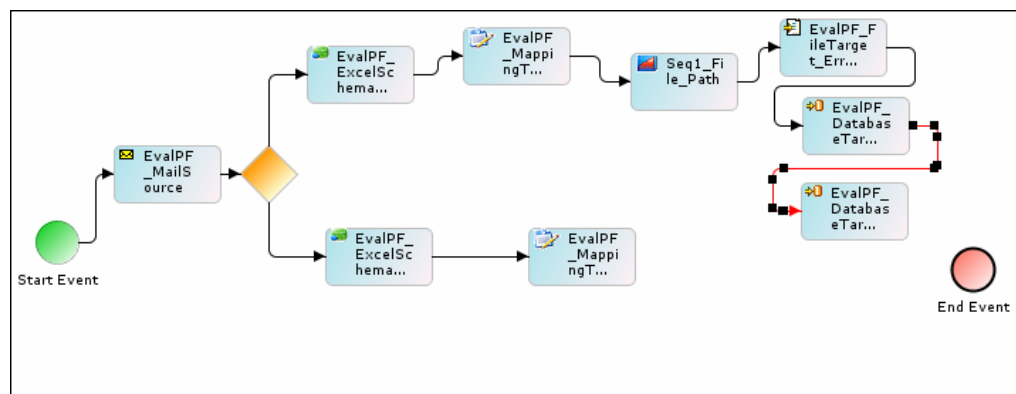 EvalPF_
ExcelSc
hema...
EvalPF
_Mappi
ngT...
Seq1_Fi
le_Path
EvalPF_F
ileTarge
t_Err...
EvalPF_
Databas
eTar...
EvalPF
_MailS
ource
EvalPF_
Databas
eTar...
Start Event
EvalPF_
ExcelSc
hema...
EvalPF
_Mappi
ngT...
End Event